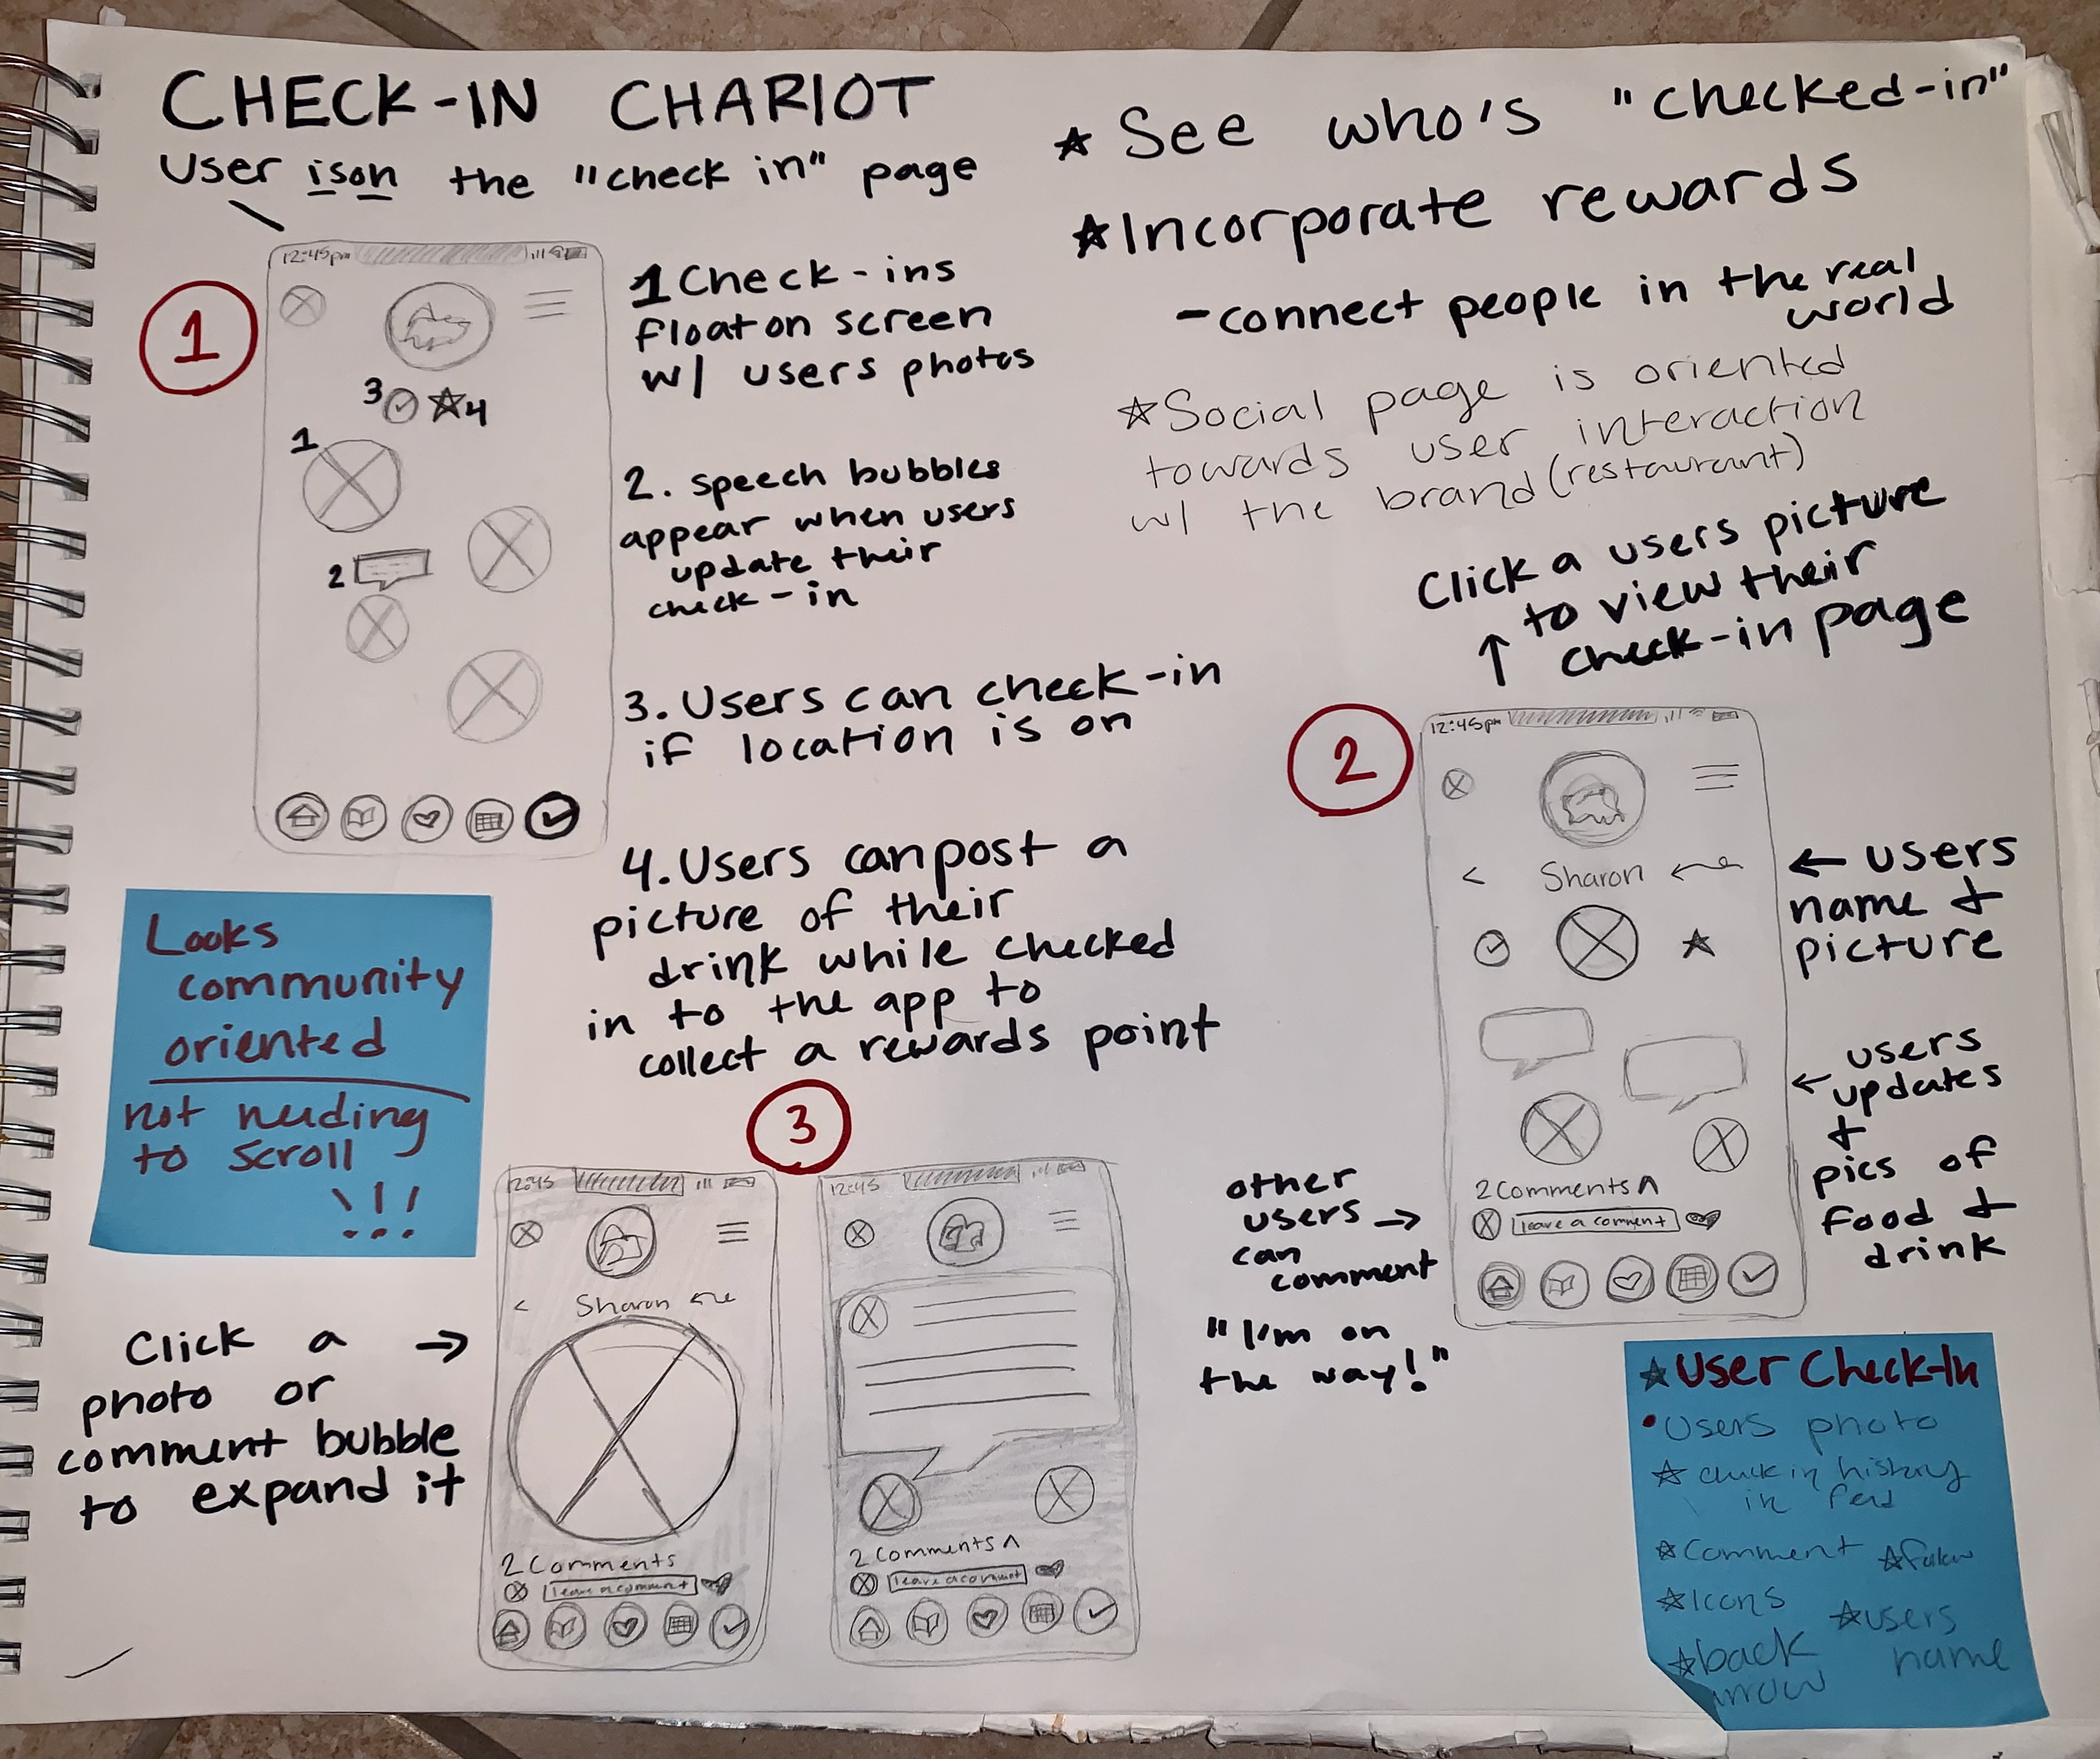 CHECK-IN CHARIOT
User is on the "check in" page
1
12:45pm
3
4
1
2
1 Check-ins
float on screen
w/ users photos
2. speech bubbles
appear when users
update their
check-in
3. Users can check-in
if location is on
4. Users can post a
picture of their
drink while checked
in to the app to
collect a rewards point
See who's "checked-in"
Incorporate rewards
- connect people in the real
world
Social page is oriented
towards user interaction
w/ the brand (restaurant)
Click a users picture
to view their
check-in page
2
12:45pm
< Sharon
2 Comments ^
leave a comment
← users
name +
picture
← users
updates
+
pics of
food +
drink
other
users →
can
comment
"I'm on
the way!"
Looks
community
oriented
not needing
to scroll
!!!
3
Click a →
photo or
comment bubble
to expand it
12:45
< Sharon
2 Comments
leave a comment
12:45
2 Comments ^
leave a comment
User Check-In
• Users photo
check in history
in feed
Comment
Icons
users
name
back
arrow